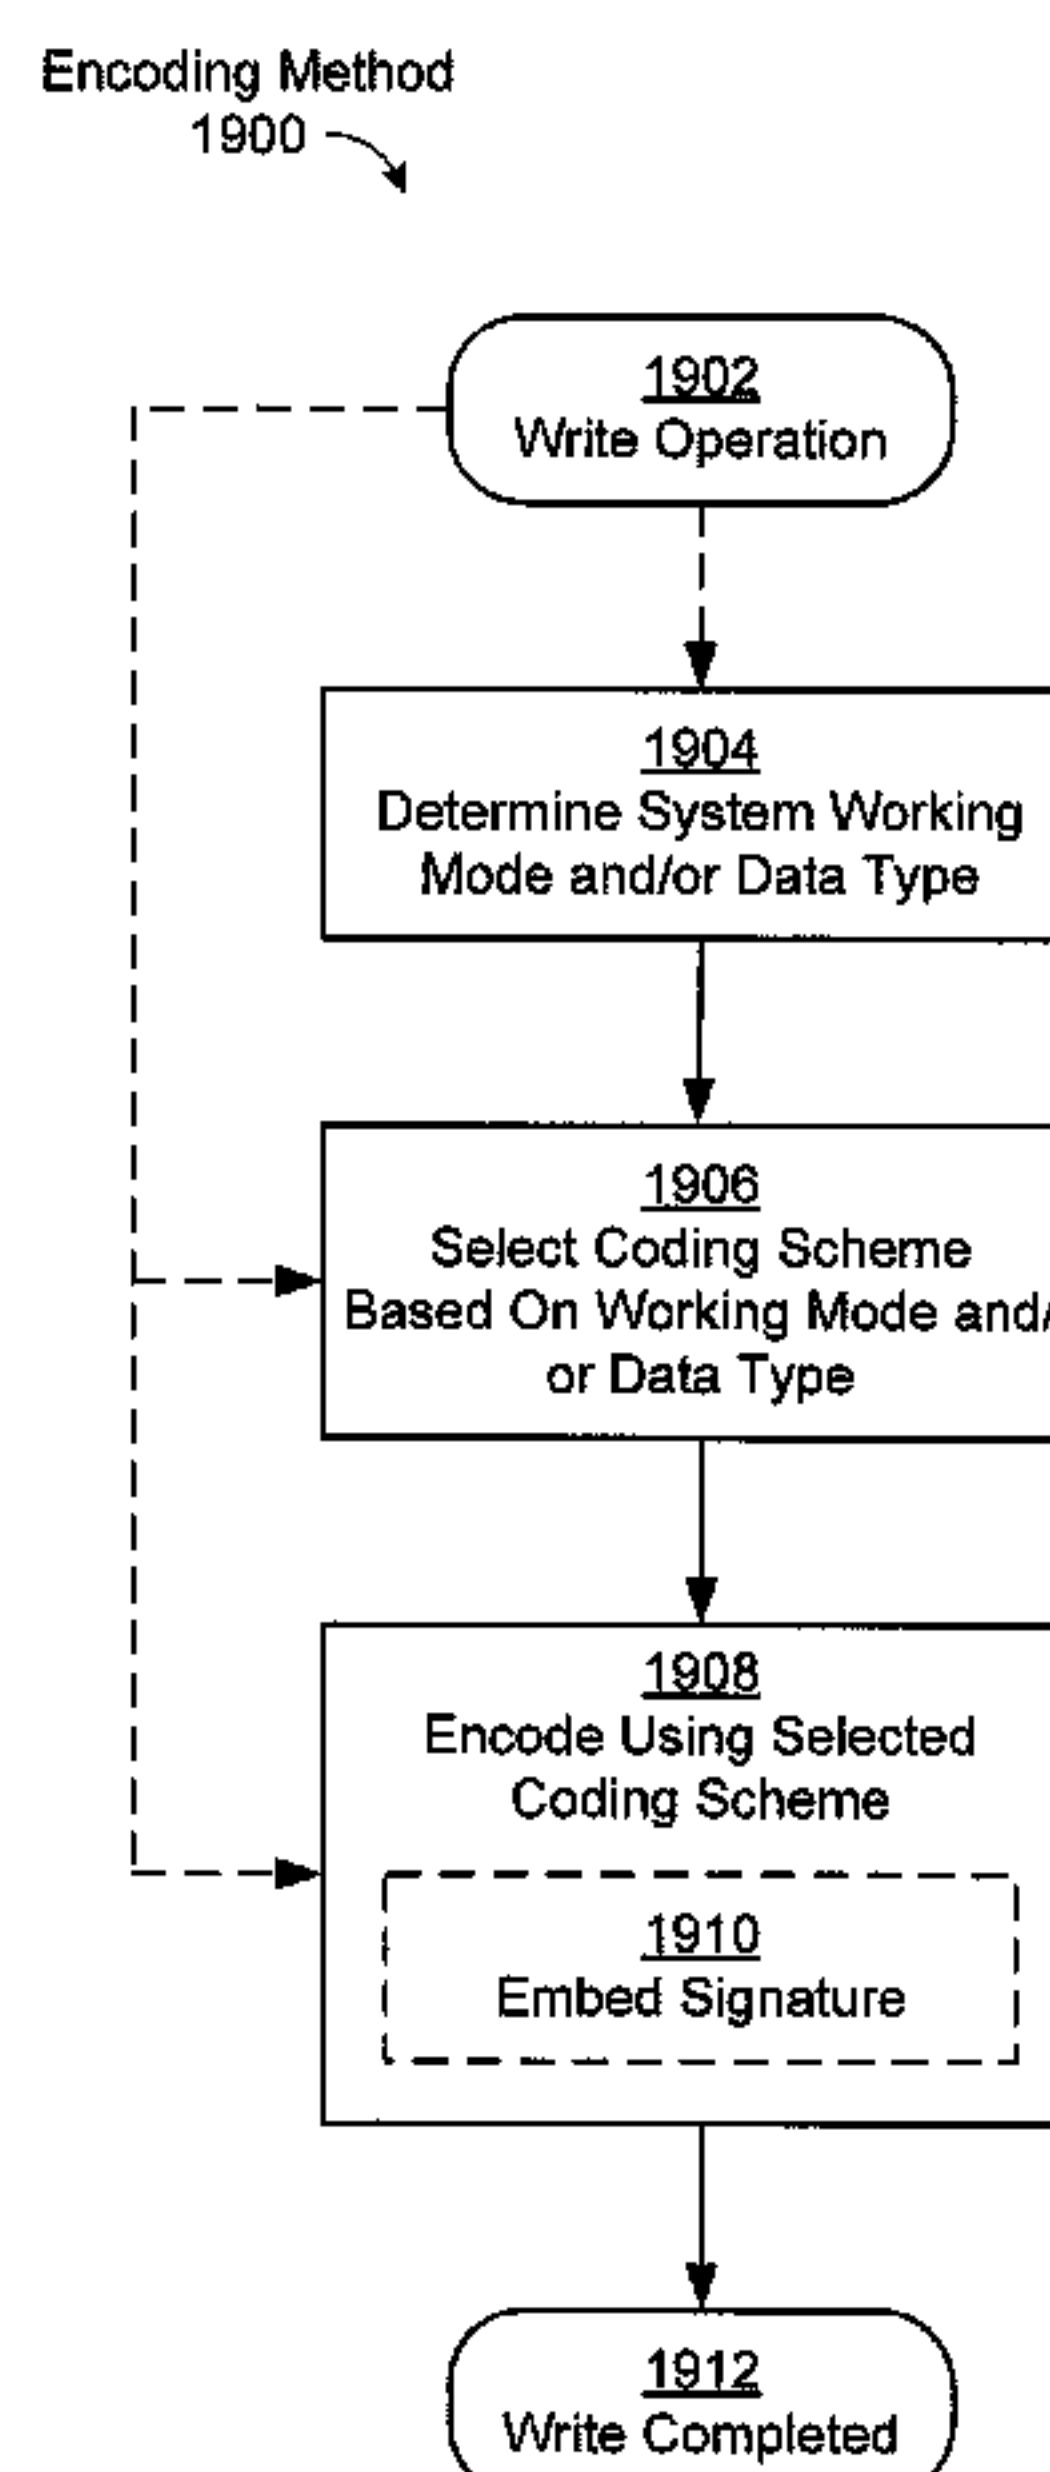 Encoding Method
1900
1902
Write Operation
1904
Determine System Working
Mode and/or Data Type
1906
Select Coding Scheme
Based On Working Mode and/
or Data Type
1908
Encode Using Selected
Coding Scheme
1910
Embed Signature
1912
Write Completed